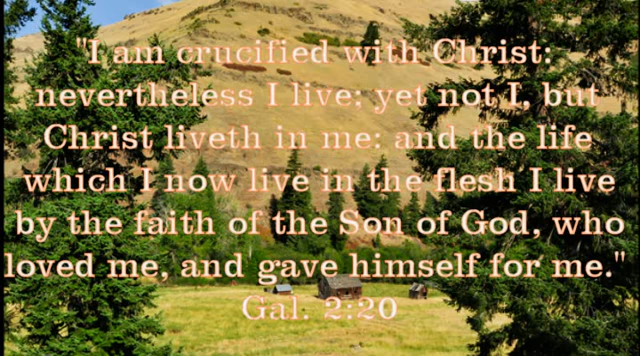 "I am crucified with Christ:
nevertheless I live; yet not I, but
Christ liveth in me: and the life
which I now live in the flesh I live
by the faith of the Son of God, who
loved me, and gave himself for me."
Gal. 2:20